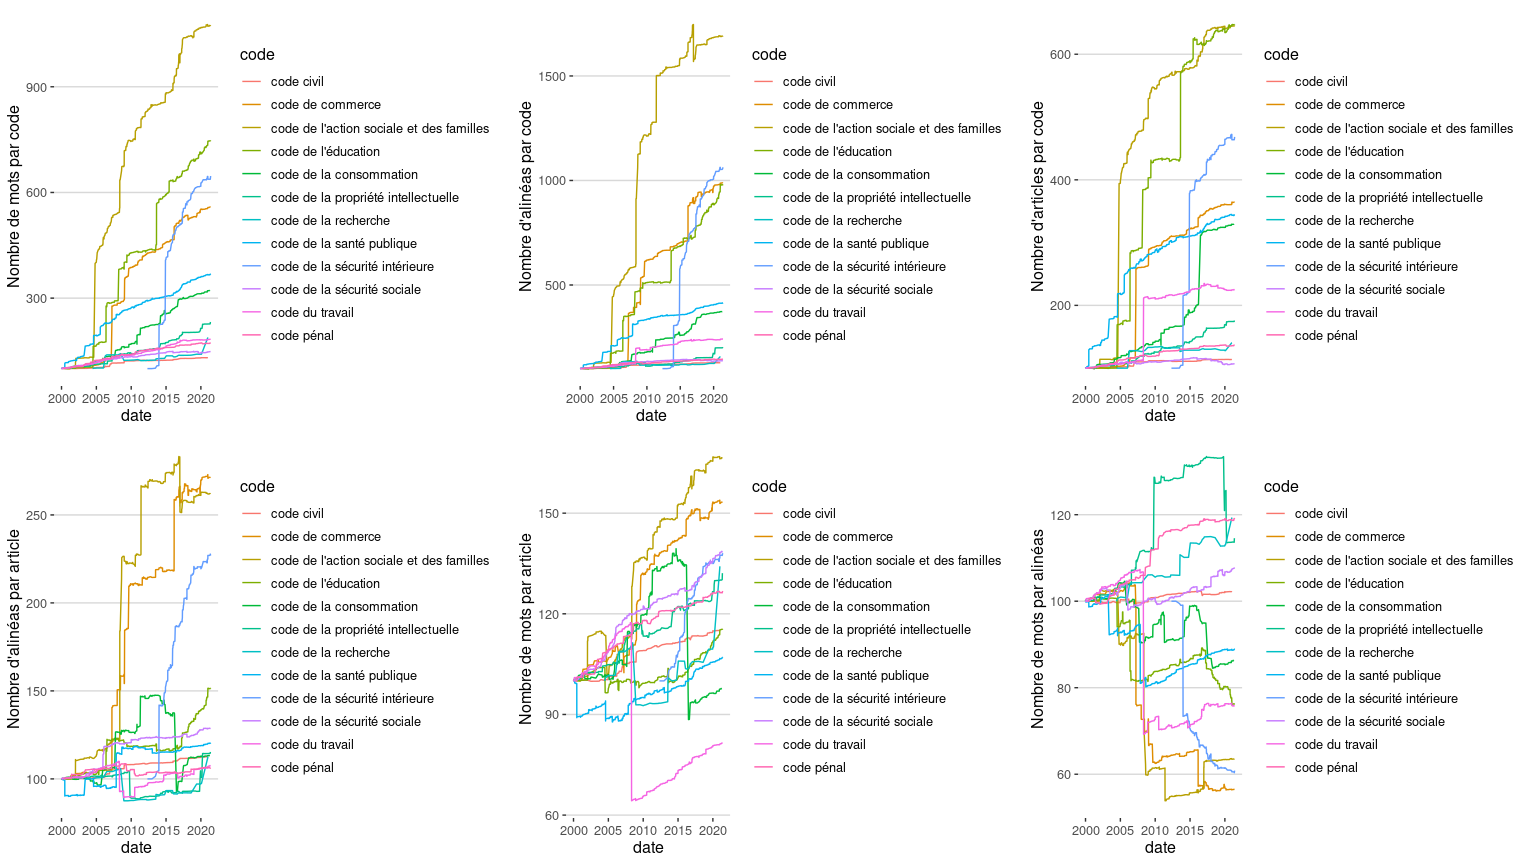 Nombre de mots par code
900
600
300
2000 2005 2010 2015 2020
date
code
code civil
code de commerce
code de l'action sociale et des familles
code de l'éducation
code de la consommation
code de la propriété intellectuelle
code de la recherche
code de la santé publique
code de la sécurité intérieure
code de la sécurité sociale
code du travail
code pénal
Nombre d'alinéas par code
1500
1000
500
2000 2005 2010 2015 2020
date
code
code civil
code de commerce
code de l'action sociale et des familles
code de l'éducation
code de la consommation
code de la propriété intellectuelle
code de la recherche
code de la santé publique
code de la sécurité intérieure
code de la sécurité sociale
code du travail
code pénal
Nombre d'articles par code
600
400
200
2000 2005 2010 2015 2020
date
code
code civil
code de commerce
code de l'action sociale et des familles
code de l'éducation
code de la consommation
code de la propriété intellectuelle
code de la recherche
code de la santé publique
code de la sécurité intérieure
code de la sécurité sociale
code du travail
code pénal
Nombre d'alinéas par article
250
200
150
100
2000 2005 2010 2015 2020
date
code
code civil
code de commerce
code de l'action sociale et des familles
code de l'éducation
code de la consommation
code de la propriété intellectuelle
code de la recherche
code de la santé publique
code de la sécurité intérieure
code de la sécurité sociale
code du travail
code pénal
Nombre de mots par article
150
120
90
60
2000 2005 2010 2015 2020
date
code
code civil
code de commerce
code de l'action sociale et des familles
code de l'éducation
code de la consommation
code de la propriété intellectuelle
code de la recherche
code de la santé publique
code de la sécurité intérieure
code de la sécurité sociale
code du travail
code pénal
Nombre de mots par alinéas
120
100
80
60
2000 2005 2010 2015 2020
date
code
code civil
code de commerce
code de l'action sociale et des familles
code de l'éducation
code de la consommation
code de la propriété intellectuelle
code de la recherche
code de la santé publique
code de la sécurité intérieure
code de la sécurité sociale
code du travail
code pénal